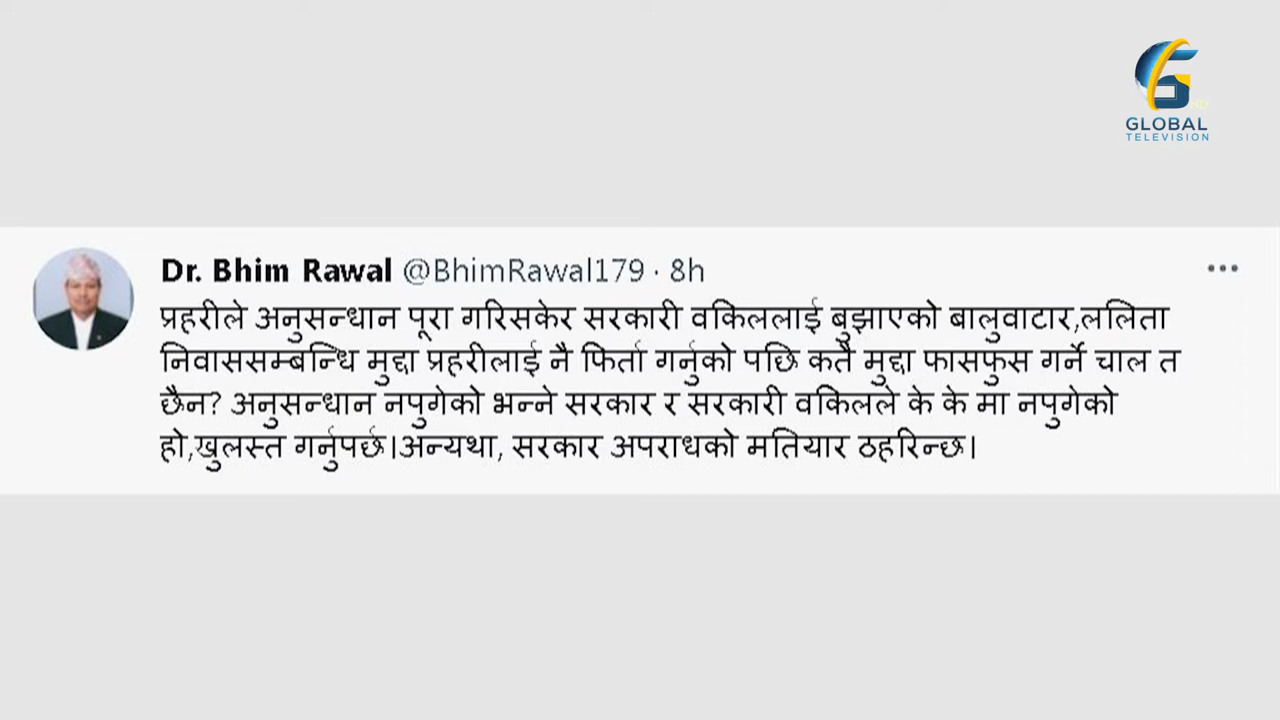 GLOBAL
TELEVISION
Dr. Bhim Rawal @BhimRawal179 · 8h
प्रहरीले अनुसन्धान पूरा गरिसकेर सरकारी वकिललाई बुझाएको बालुवाटार,ललिता
निवाससम्बन्धि मुद्दा प्रहरीलाई नै फिर्ता गर्नुको पछि कतै मुद्दा फासफुस गर्ने चाल त
छैन? अनुसन्धान नपुगेको भन्ने सरकार र सरकारी वकिलले के के मा नपुगेको
हो,खुलस्त गर्नुपर्छ।अन्यथा, सरकार अपराधको मतियार ठहरिन्छ।